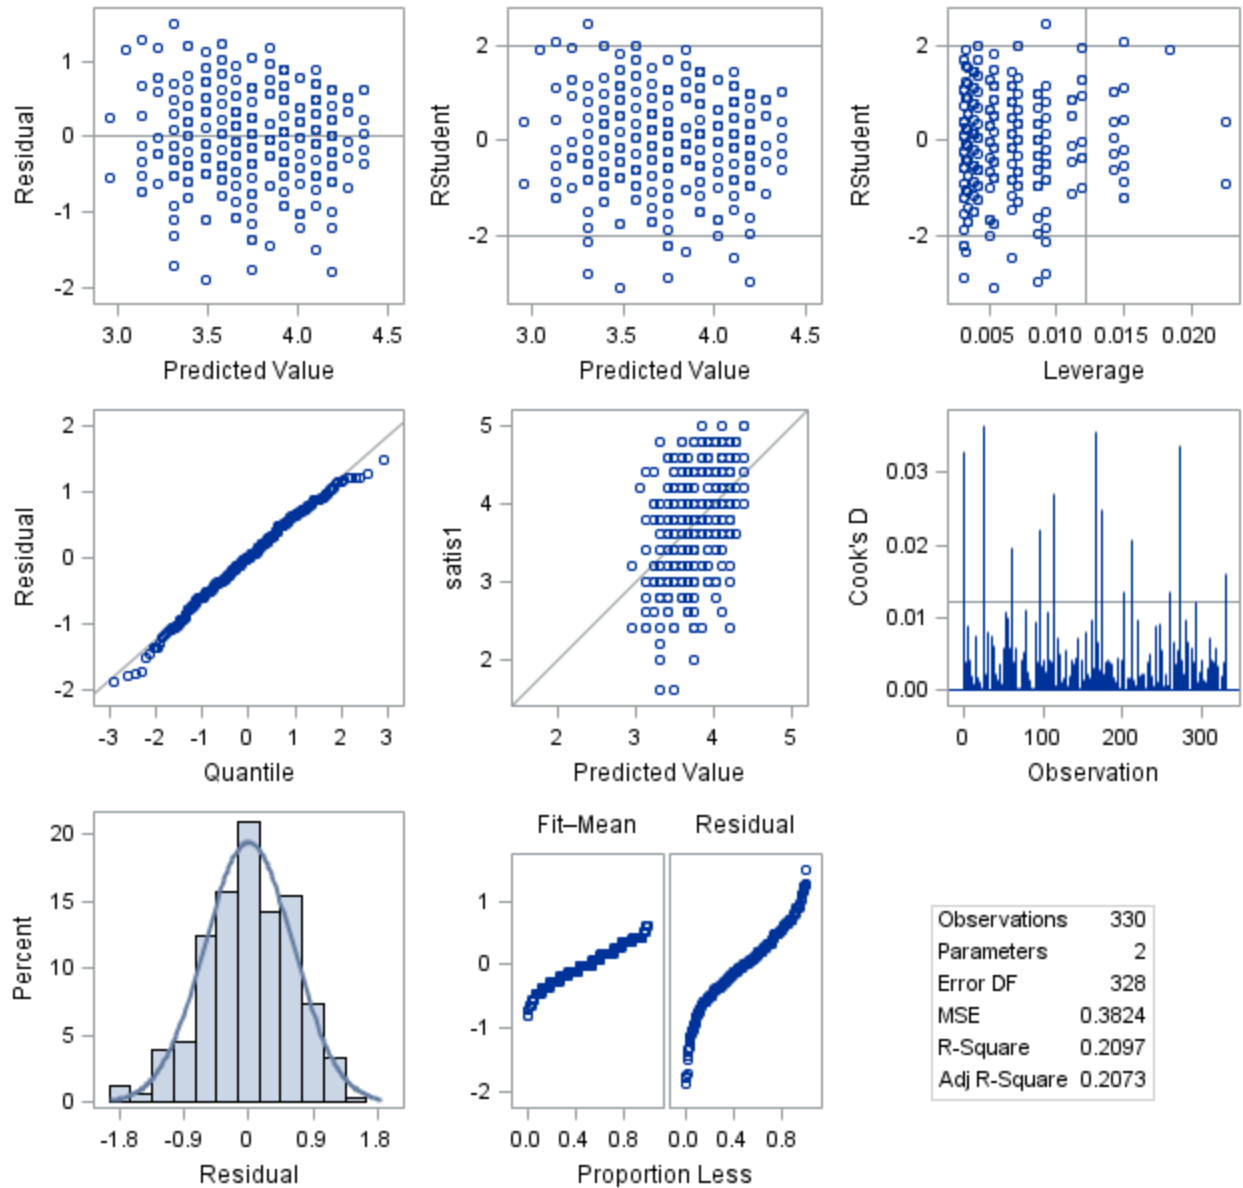 Residual
1
0
-1
-2
3.0 3.5 4.0 4.5
Predicted Value
RStudent
2
0
-2
3.0 3.5 4.0 4.5
Predicted Value
RStudent
2
0
-2
0.005 0.010 0.015 0.020
Leverage
Residual
2
1
0
-1
-2
-3 -2 -1 0 1 2 3
Quantile
satis1
5
4
3
2
2 3 4 5
Predicted Value
Cook's D
0.03
0.02
0.01
0.00
0 100 200 300
Observation
Percent
20
15
10
5
0
-1.8 -0.9 0 0.9 1.8
Residual
Fit–Mean Residual
1
0
-1
-2
0.0 0.4 0.8 0.0 0.4 0.8
Proportion Less
Observations 330
Parameters 2
Error DF 328
MSE 0.3824
R-Square 0.2097
Adj R-Square 0.2073